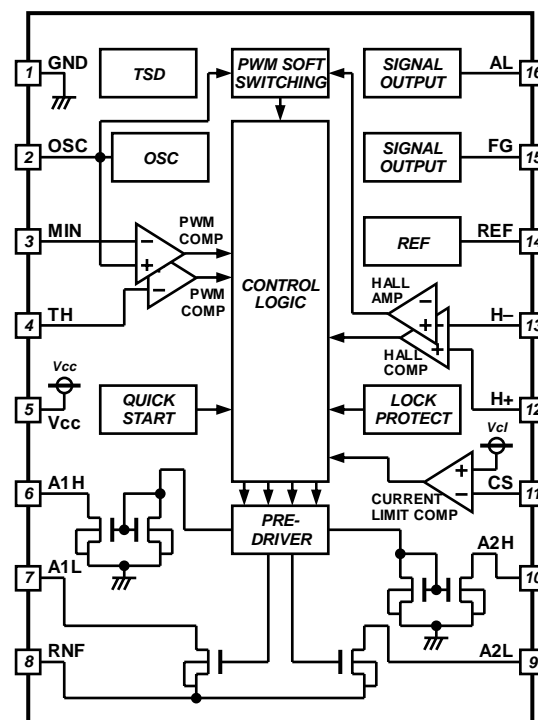 GND
1
TSD
PWM SOFT
SWITCHING
SIGNAL
OUTPUT
AL
16
OSC
2
OSC
SIGNAL
OUTPUT
FG
15
MIN
3
−
+
PWM
COMP
REF
REF
14
TH
4
−
PWM
COMP
CONTROL
LOGIC
HALL
AMP
−
+
−
+
HALL
COMP
H−
13
Vcc
5
Vcc
QUICK
START
LOCK
PROTECT
H+
12
Vcl
+
−
CURRENT
LIMIT COMP
CS
11
A1H
6
PRE-
DRIVER
A2H
10
A1L
7
RNF
8
A2L
9